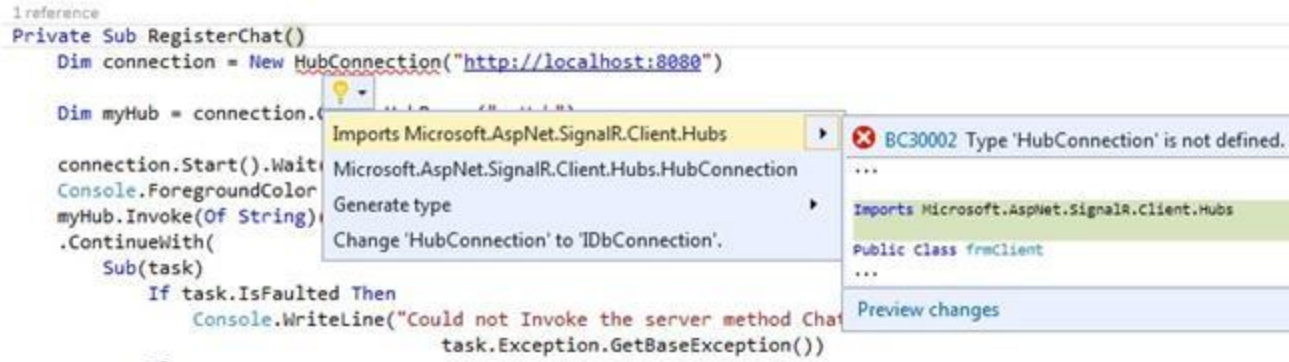 1 reference
Private Sub RegisterChat()
Dim connection = New HubConnection("http://localhost:8080")
Dim myHub = connection.
connection.Start().Wait(
Console.ForegroundColor
myHub.Invoke(Of String)(
.ContinueWith(
Sub(task)
If task.IsFaulted Then
Console.WriteLine("Could not Invoke the server method Chat
task.Exception.GetBaseException())
Imports Microsoft.AspNet.SignalR.Client.Hubs
Microsoft.AspNet.SignalR.Client.Hubs.HubConnection
Generate type
Change 'HubConnection' to 'IDbConnection'.
BC30002 Type 'HubConnection' is not defined.
...
Imports Microsoft.AspNet.SignalR.Client.Hubs
Public Class frmClient
...
Preview changes